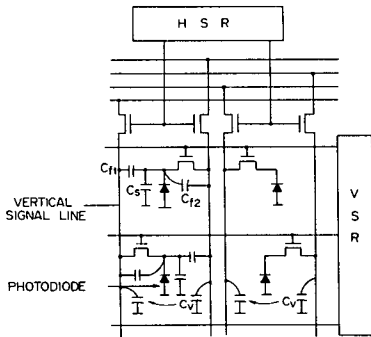 H S R
Cf1
Cs
Cf2
V
S
R
VERTICAL
SIGNAL LINE
PHOTODIODE
Cv
Cv